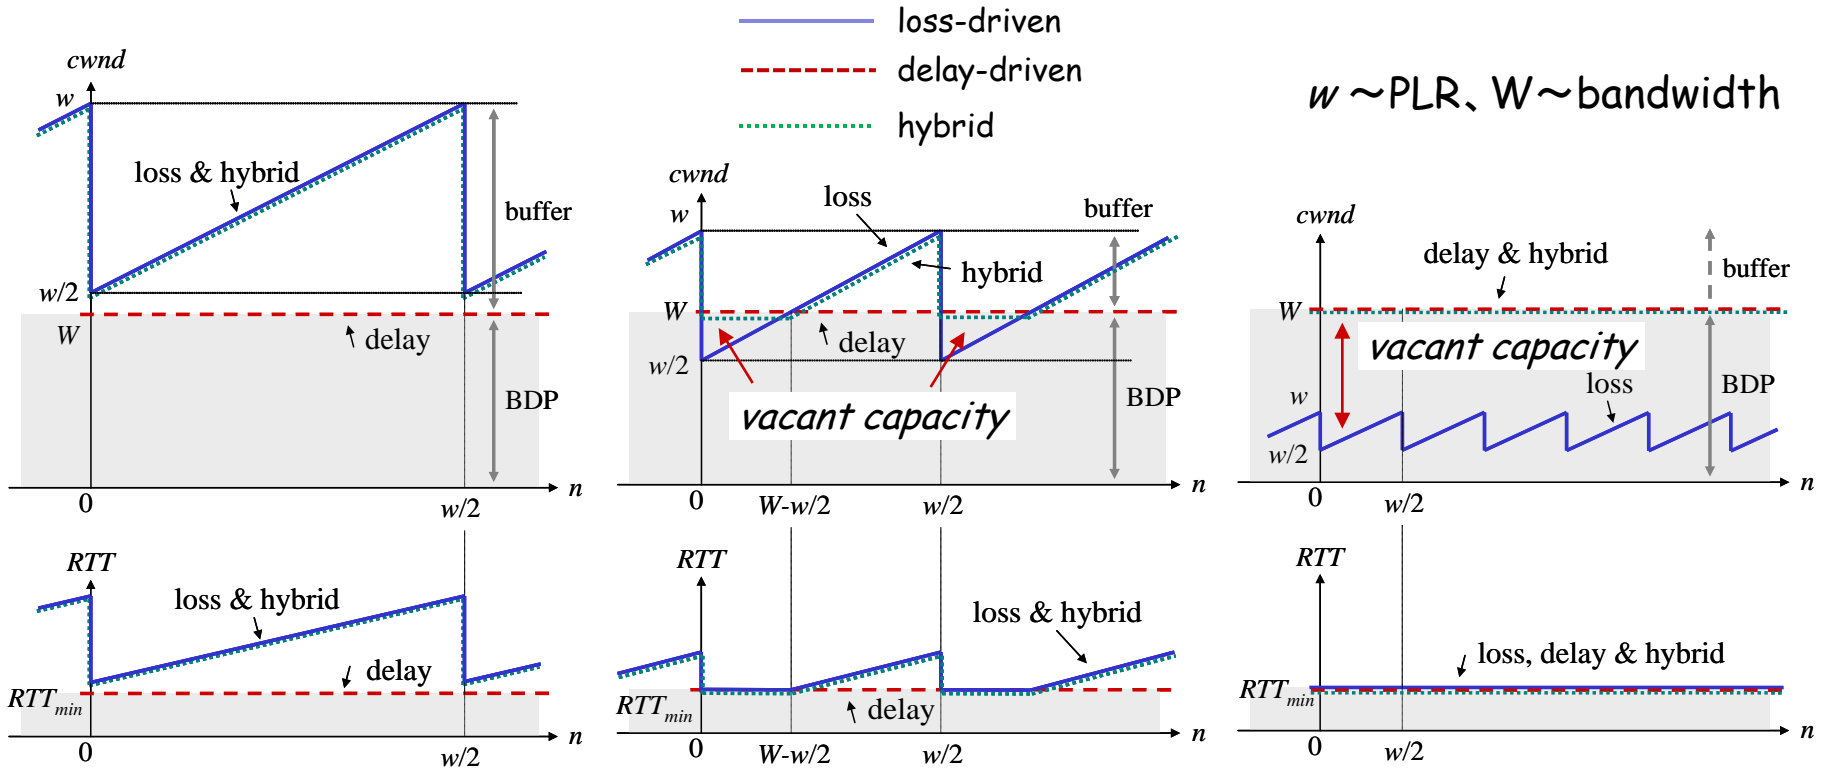 loss-driven
delay-driven
hybrid
w ~PLR、W~bandwidth
cwnd
w
loss & hybrid
buffer
w/2
W
delay
BDP
0
w/2
n
RTT
loss & hybrid
delay
RTTmin
0
w/2
n
cwnd
w
loss
buffer
hybrid
W
delay
w/2
vacant capacity
BDP
0
W-w/2
w/2
n
RTT
loss & hybrid
RTTmin
delay
0
W-w/2
w/2
n
cwnd
delay & hybrid
buffer
W
vacant capacity
loss
BDP
w
w/2
0
w/2
n
RTT
loss, delay & hybrid
RTTmin
0
w/2
n